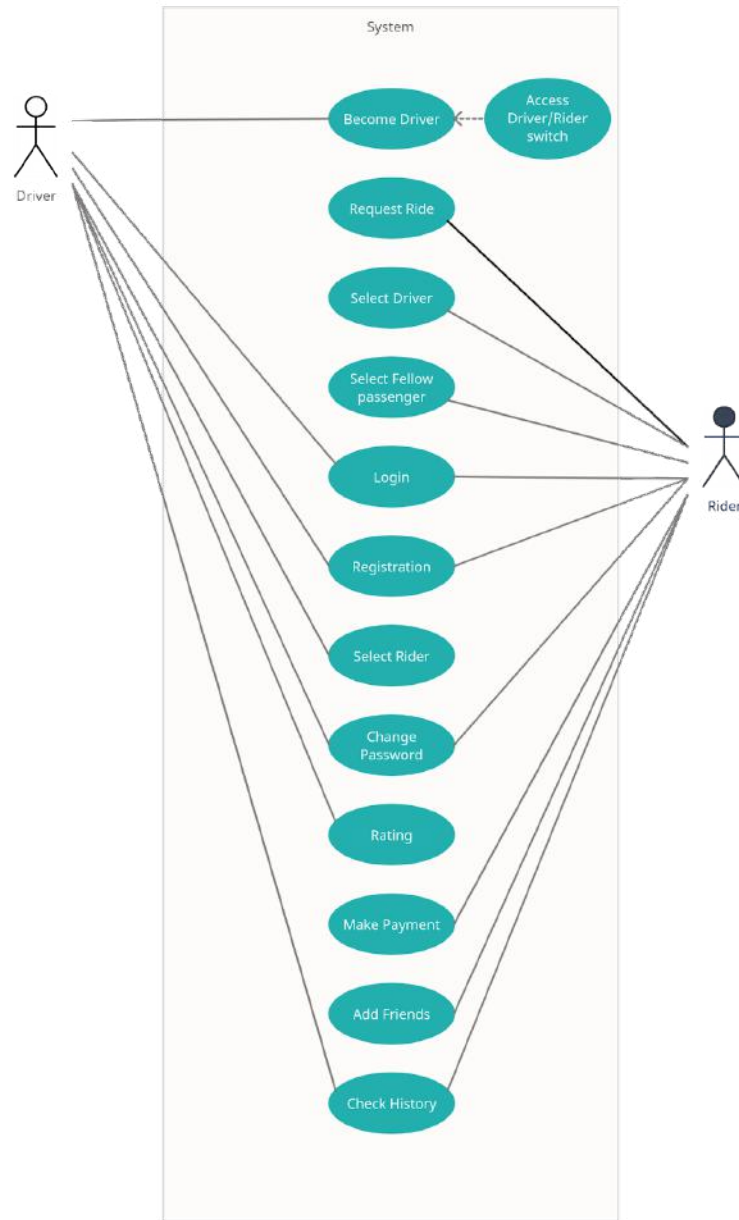 System
Become Driver
Access
Driver/Rider
switch
Driver
Request Ride
Select Driver
Select Fellow
passenger
Login
Rider
Registration
Select Rider
Change
Password
Rating
Make Payment
Add Friends
Check History